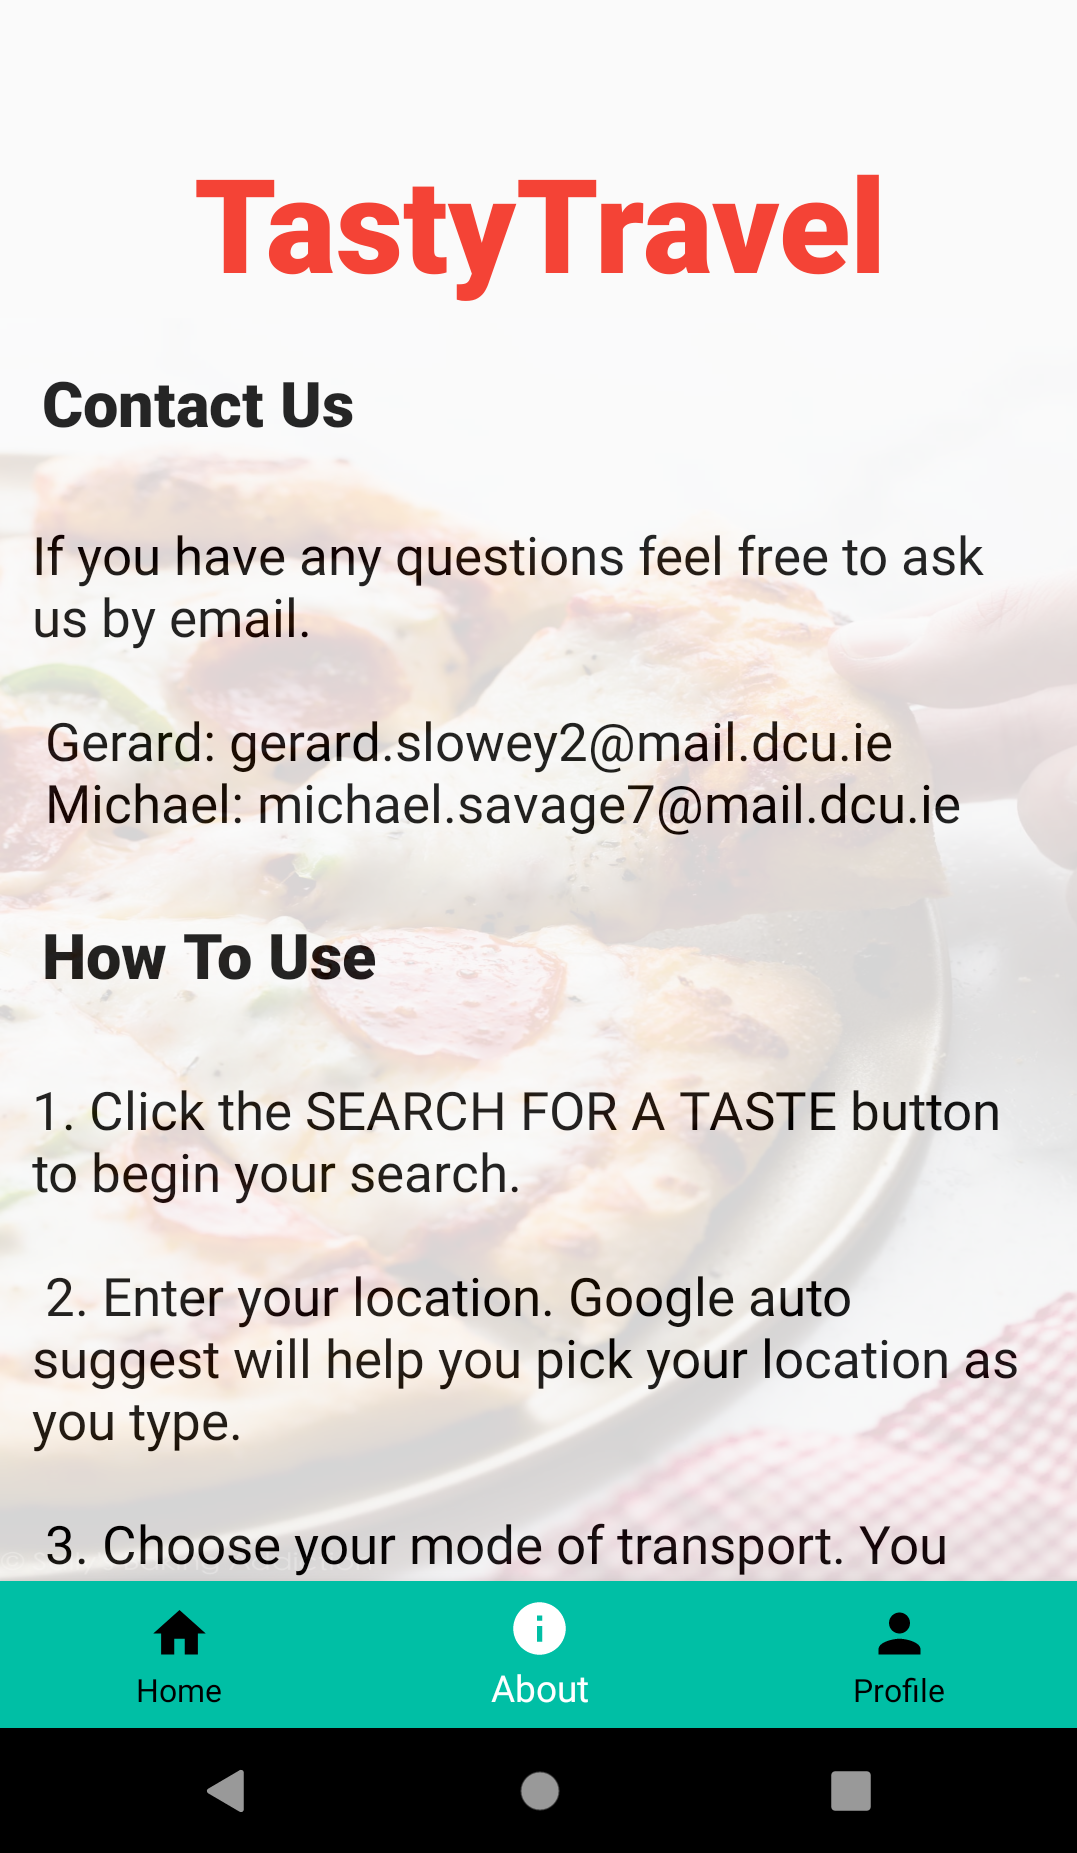 TastyTravel
Contact Us
If you have any questions feel free to ask
us by email.
Gerard: gerard.slowey2@mail.dcu.ie
Michael: michael.savage7@mail.dcu.ie
How To Use
1. Click the SEARCH FOR A TASTE button
to begin your search.
2. Enter your location. Google auto
suggest will help you pick your location as
you type.
3. Choose your mode of transport. You
Home
About
Profile